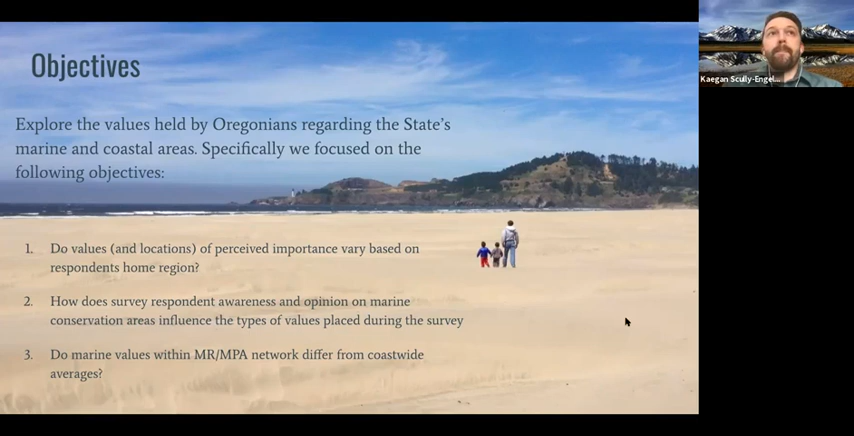 Objectives
Explore the values held by Oregonians regarding the State's
marine and coastal areas. Specifically we focused on the
following objectives:
1. Do values (and locations) of perceived importance vary based on
respondents home region?
2. How does survey respondent awareness and opinion on marine
conservation areas influence the types of values placed during the survey
3. Do marine values within MR/MPA network differ from coastwide
averages?
Kaegan Scully-Engel...